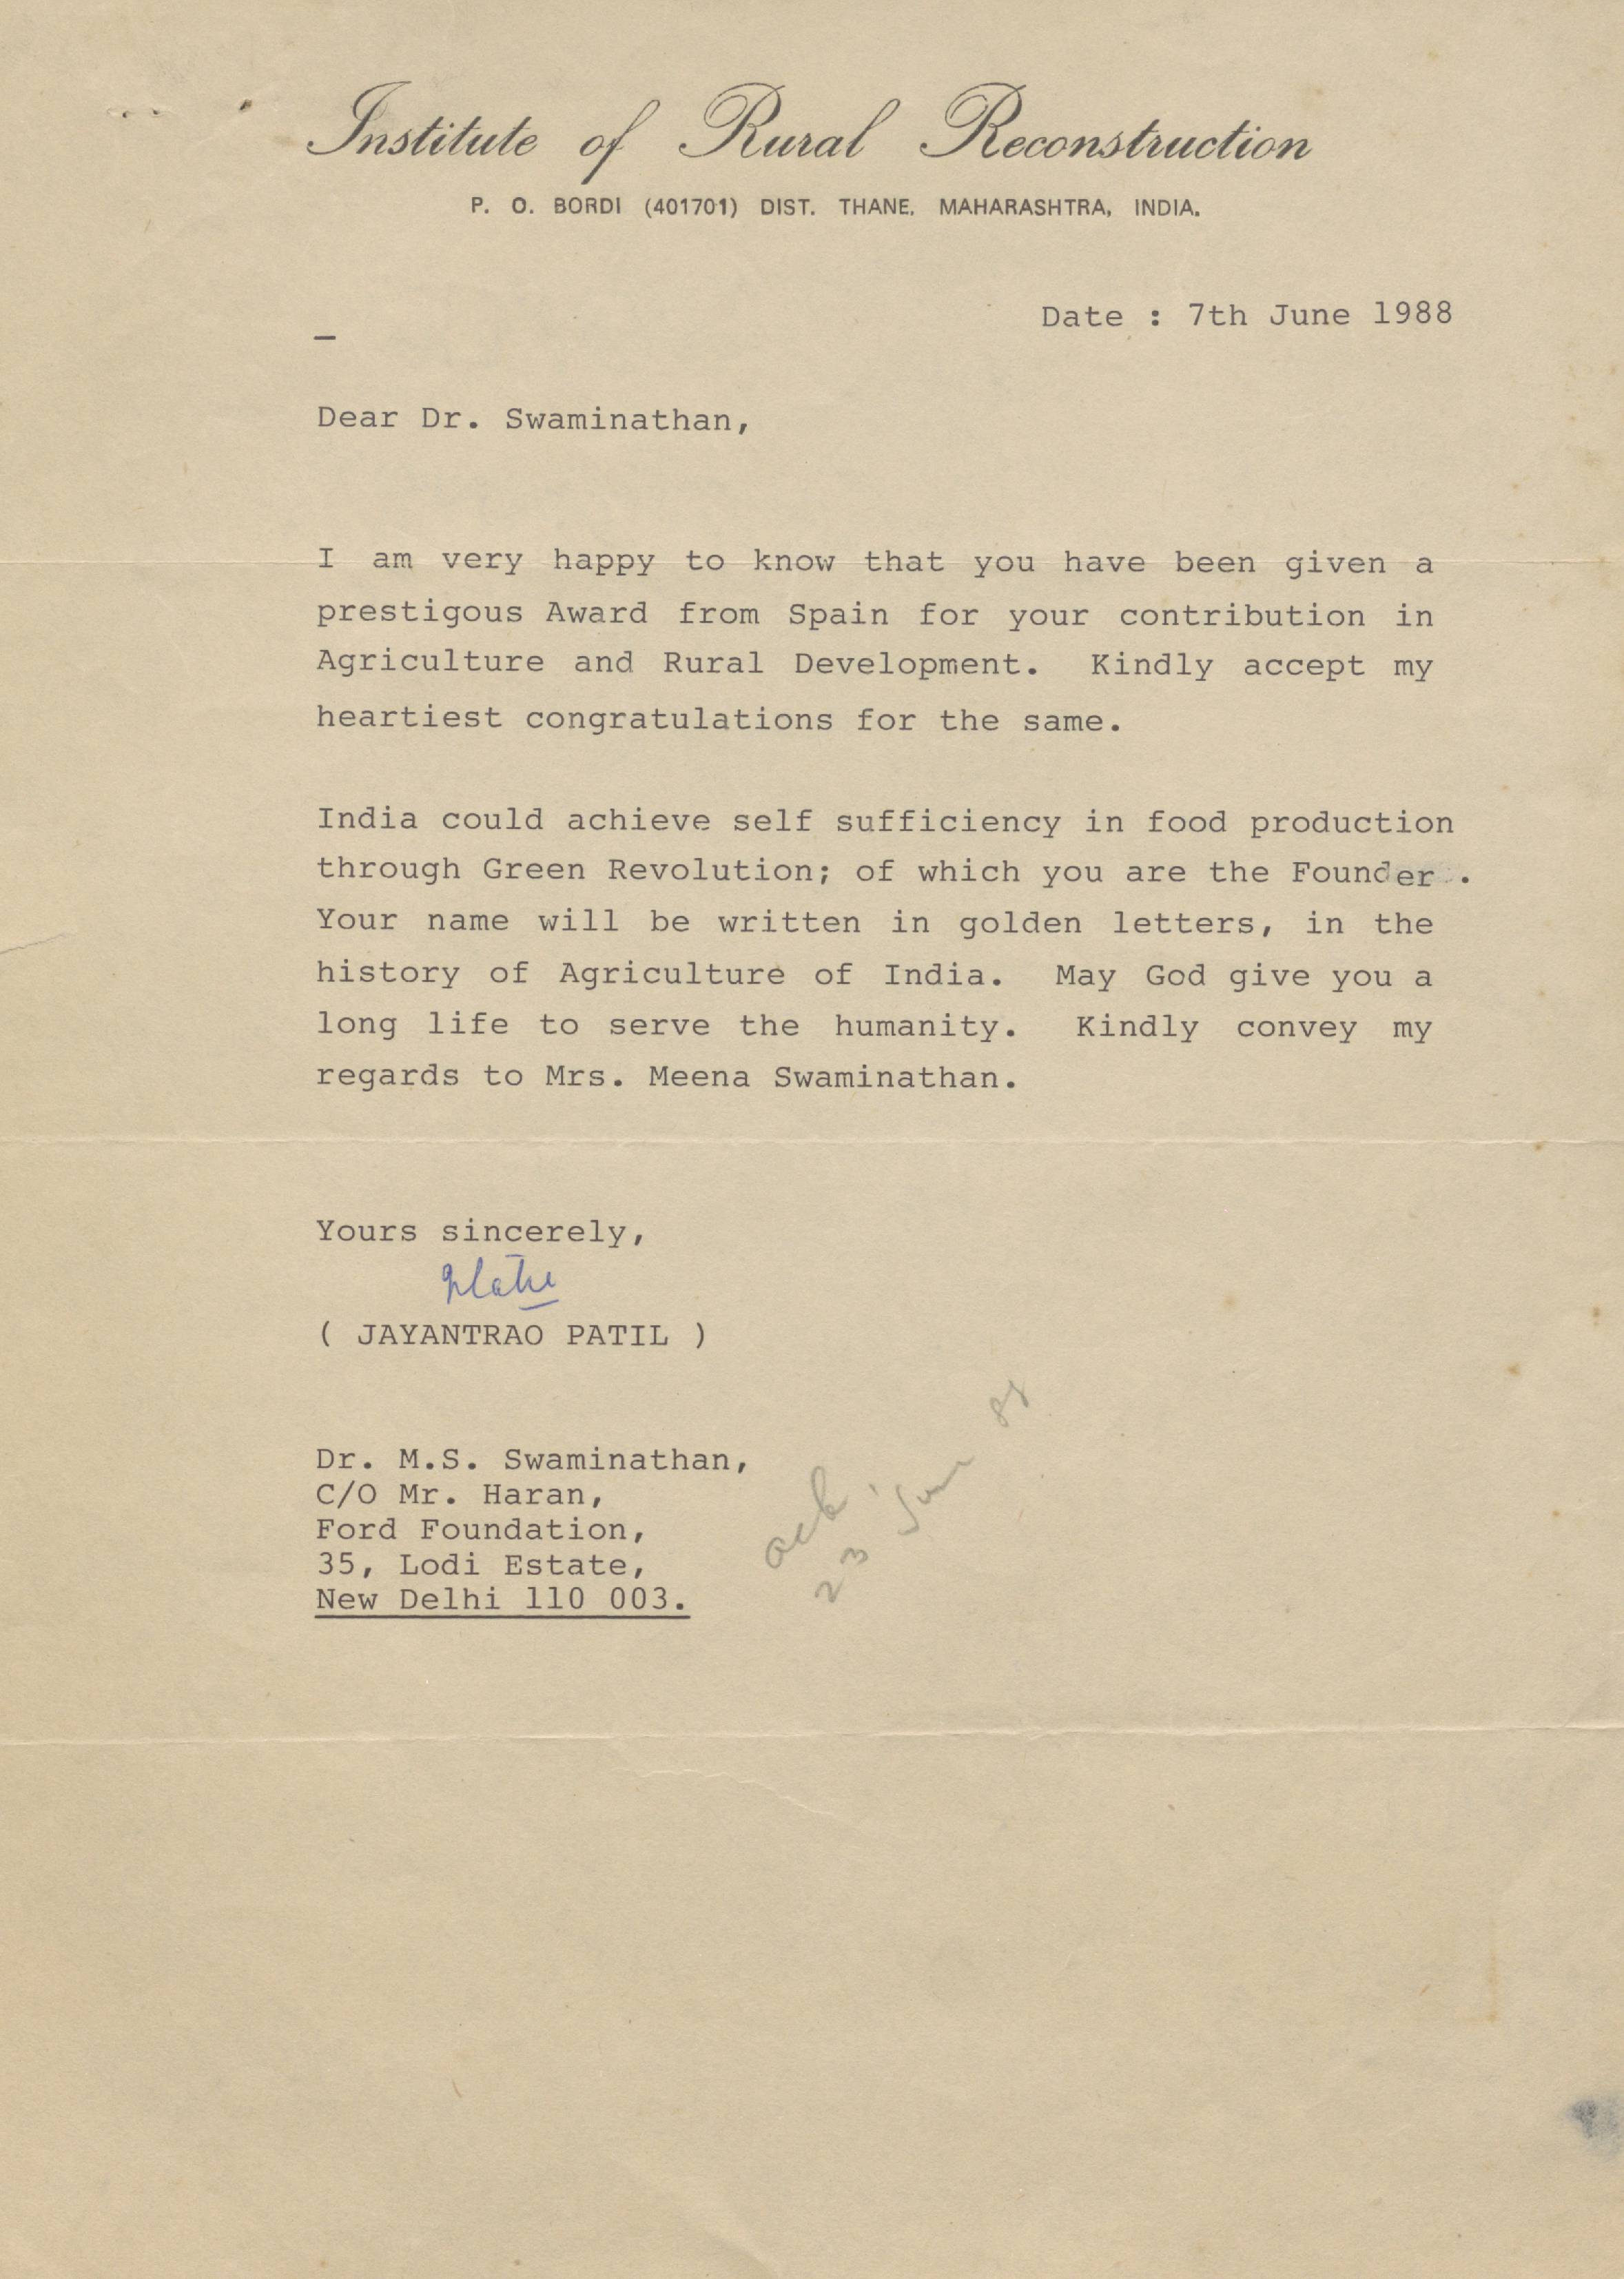 Institute of Rural Reconstruction
P. O. BORDI (401701) DIST. THANE. MAHARASHTRA, INDIA.
Date : 7th June 1988
Dear Dr. Swaminathan,
I am very happy to know that you have been given a
prestigous Award from Spain for your contribution in
Agriculture and Rural Development. Kindly accept my
heartiest congratulations for the same.
India could achieve self sufficiency in food production
through Green Revolution; of which you are the Founder .
Your name will be written in golden letters, in the
history of Agriculture of India. May God give you a
long life to serve the humanity. Kindly convey my
regards to Mrs. Meena Swaminathan.
Yours sincerely,
( JAYANTRAO PATIL )
Dr. M.S. Swaminathan,
C/O Mr. Haran,
Ford Foundation,
35, Lodi Estate,
New Delhi 110 003.
ack
23 June 88